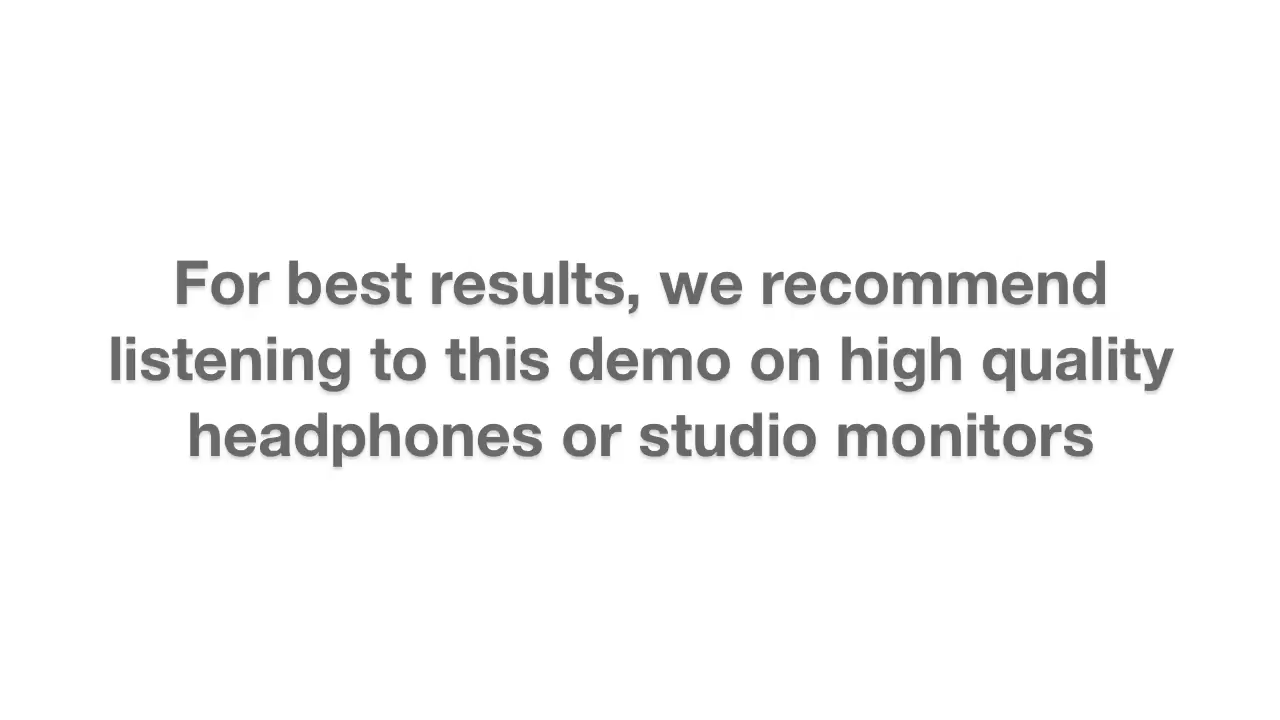 For best results, we recommend
listening to this demo on high quality
headphones or studio monitors